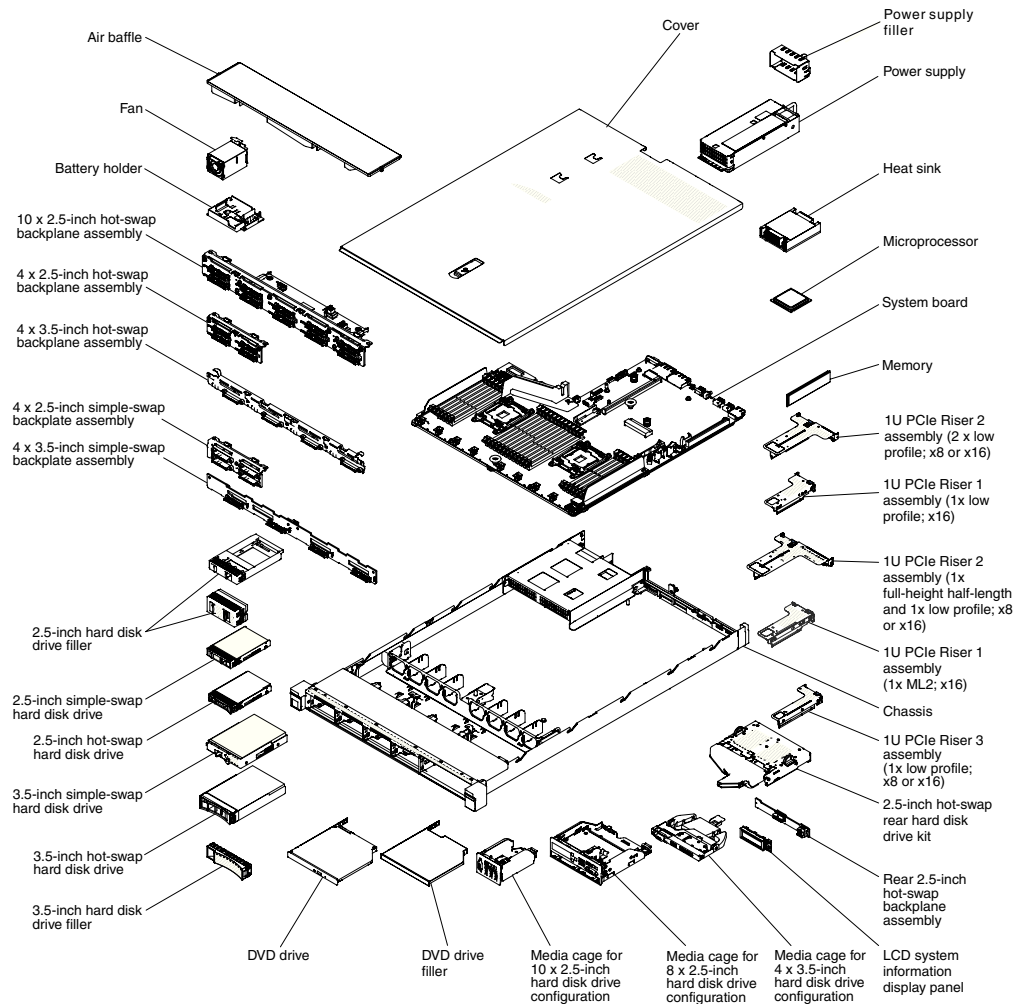 Air baffle
Fan
Battery holder
10 x 2.5-inch hot-swap
backplane assembly
4 x 2.5-inch hot-swap
backplane assembly
4 x 3.5-inch hot-swap
backplane assembly
4 x 2.5-inch simple-swap
backplate assembly
4 x 3.5-inch simple-swap
backplate assembly
2.5-inch hard disk
drive filler
2.5-inch simple-swap
hard disk drive
2.5-inch hot-swap
hard disk drive
3.5-inch simple-swap
hard disk drive
3.5-inch hot-swap
hard disk drive
3.5-inch hard disk
drive filler
Cover
Power supply
filler
Power supply
Heat sink
Microprocessor
System board
Memory
1U PCIe Riser 2
assembly (2 x low
profile; x8 or x16)
1U PCIe Riser 1
assembly (1x low
profile; x16)
1U PCIe Riser 2
assembly (1x
full-height half-length
and 1x low profile; x8
or x16)
1U PCIe Riser 1
assembly
(1x ML2; x16)
Chassis
1U PCIe Riser 3
assembly
(1x low profile;
x8 or x16)
2.5-inch hot-swap
rear hard disk
drive kit
Rear 2.5-inch
hot-swap
backplane
assembly
DVD drive
DVD drive
filler
Media cage for
10 x 2.5-inch
hard disk drive
configuration
Media cage for
8 x 2.5-inch
hard disk drive
configuration
Media cage for
4 x 3.5-inch
hard disk drive
configuration
LCD system
information
display panel